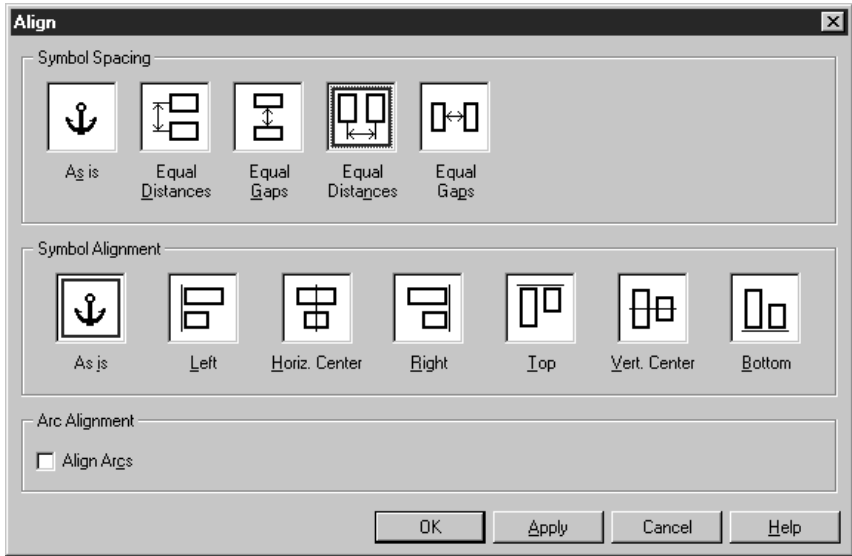 Align
Symbol Spacing
As is
Equal
Distances
Equal
Gaps
Equal
Distances
Equal
Gaps
Symbol Alignment
As is
Left
Horiz. Center
Right
Top
Vert. Center
Bottom
Arc Alignment
Align Arcs
OK
Apply
Cancel
Help